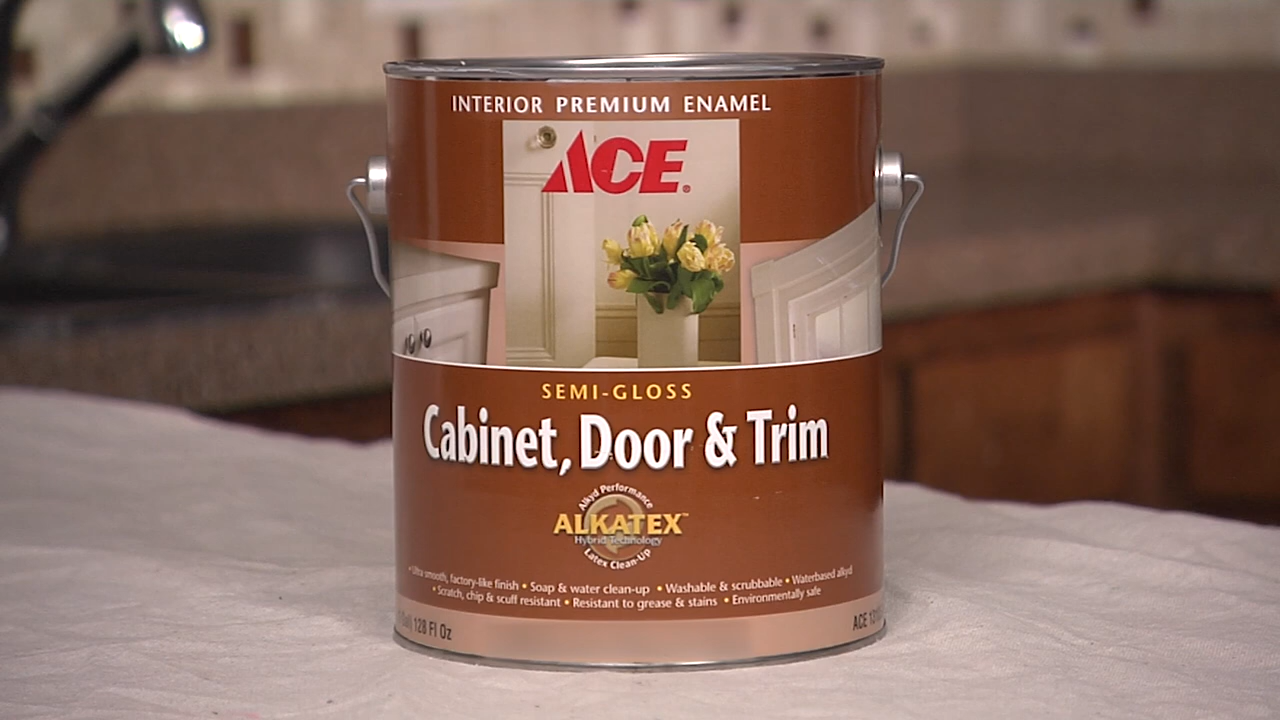 INTERIOR PREMIUM ENAMEL
ACE®
SEMI-GLOSS
Cabinet, Door & Trim
Alkyd Performance
ALKATEX™
Hybrid Technology
Latex Clean-Up
• Ultra smooth, factory-like finish • Soap & water clean-up • Washable & scrubbable • Waterbased alkyd
• Scratch, chip & scuff resistant • Resistant to grease & stains • Environmentally safe
128 Fl Oz
ACE